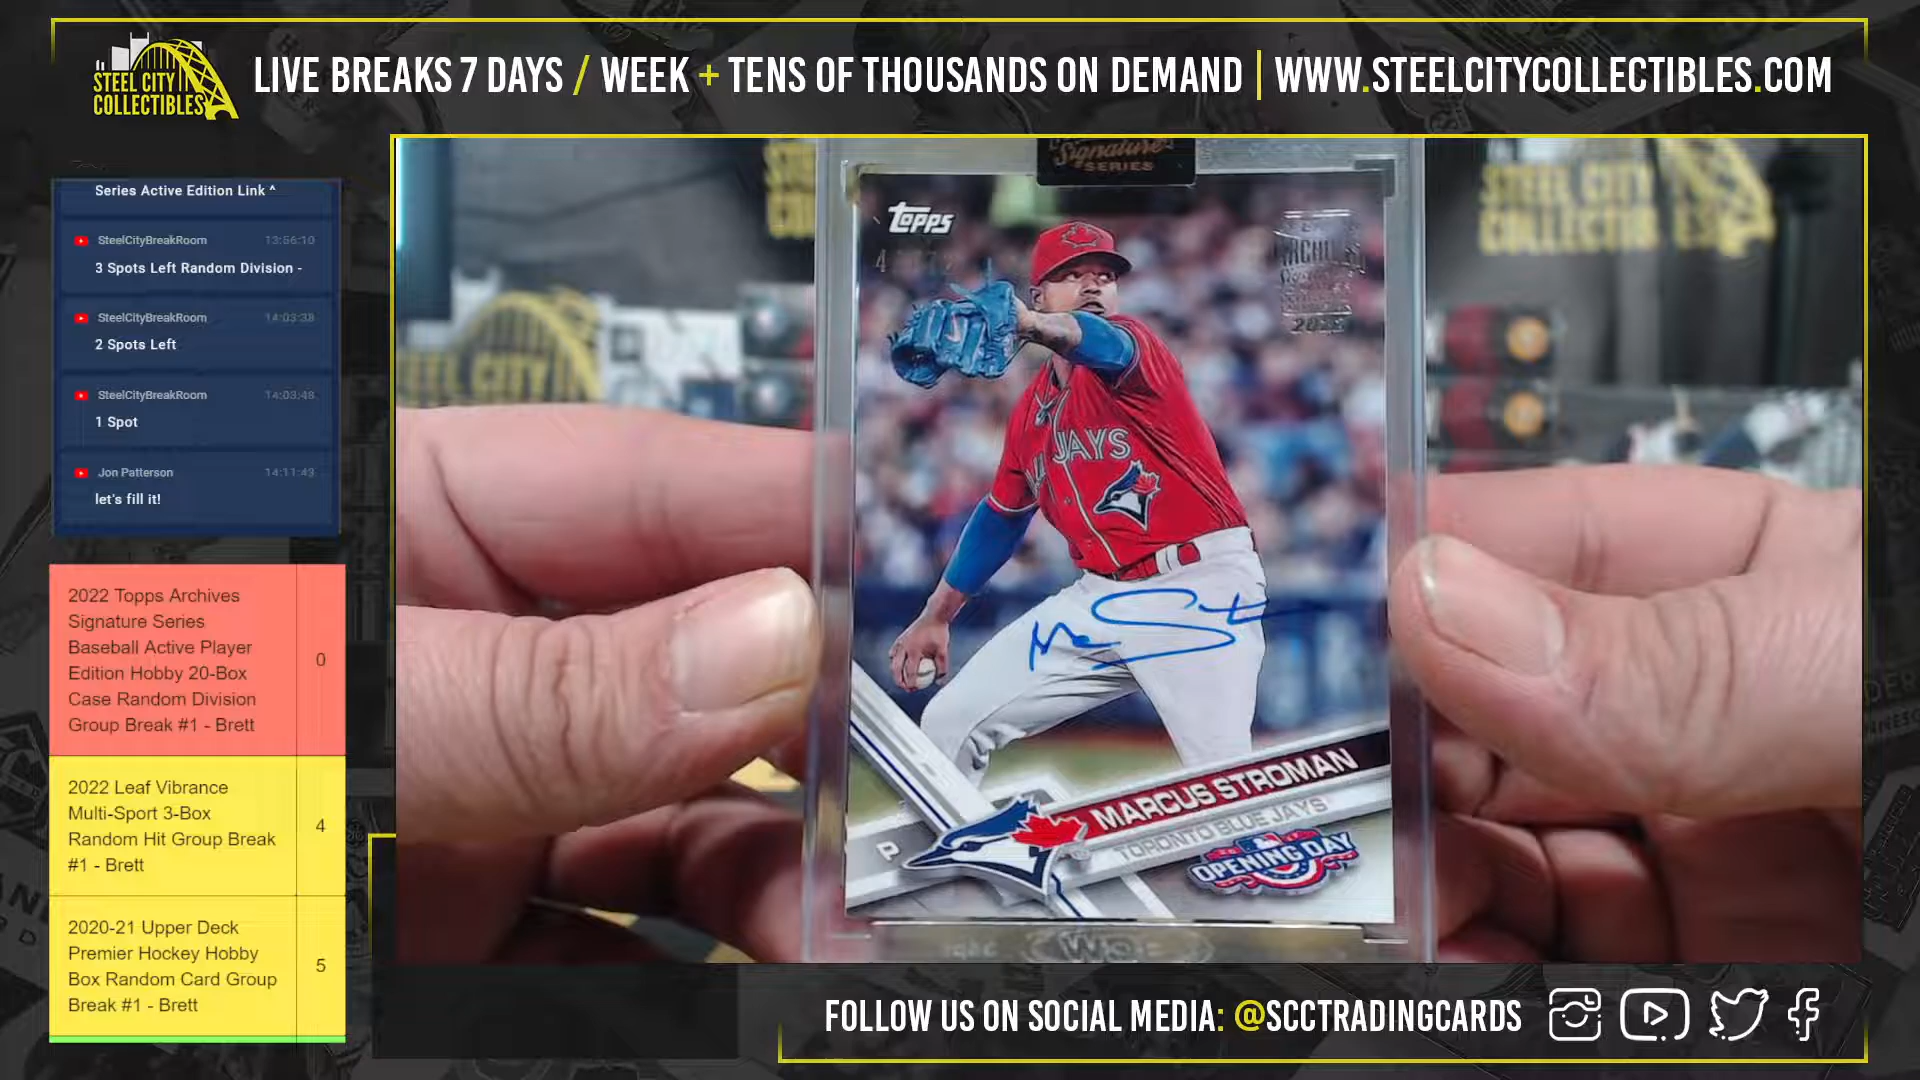 STEEL CITY
COLLECTIBLES
LIVE BREAKS 7 DAYS / WEEK + TENS OF THOUSANDS ON DEMAND | WWW.STEELCITYCOLLECTIBLES.COM
Series Active Edition Link ^
SteelCityBreakRoom 13:56:10
3 Spots Left Random Division -
SteelCityBreakRoom 14:03:38
2 Spots Left
SteelCityBreakRoom 14:03:48
1 Spot
Jon Patterson 14:11:43
let's fill it!
2022 Topps Archives
Signature Series
Baseball Active Player
Edition Hobby 20-Box
Case Random Division
Group Break #1 - Brett
0
2022 Leaf Vibrance
Multi-Sport 3-Box
Random Hit Group Break
#1 - Brett
4
2020-21 Upper Deck
Premier Hockey Hobby
Box Random Card Group
Break #1 - Brett
5
Signature
SERIES
Topps
JAYS
MARCUS STROMAN
TORONTO BLUE JAYS
P
OPENING DAY
STEEL CITY
FOLLOW US ON SOCIAL MEDIA: @SCCTRADINGCARDS